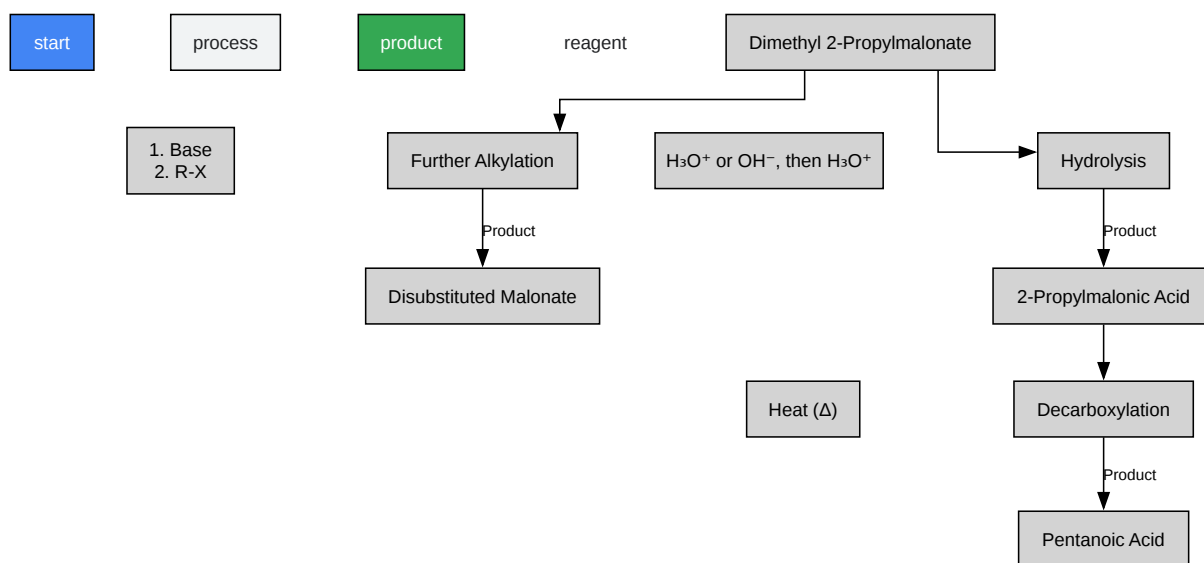 start
process
product
reagent
Dimethyl 2-Propylmalonate
1. Base
2. R-X
Further Alkylation
H₃O⁺ or OH⁻, then H₃O⁺
Hydrolysis
Product
Product
Disubstituted Malonate
2-Propylmalonic Acid
Heat (Δ)
Decarboxylation
Product
Pentanoic Acid